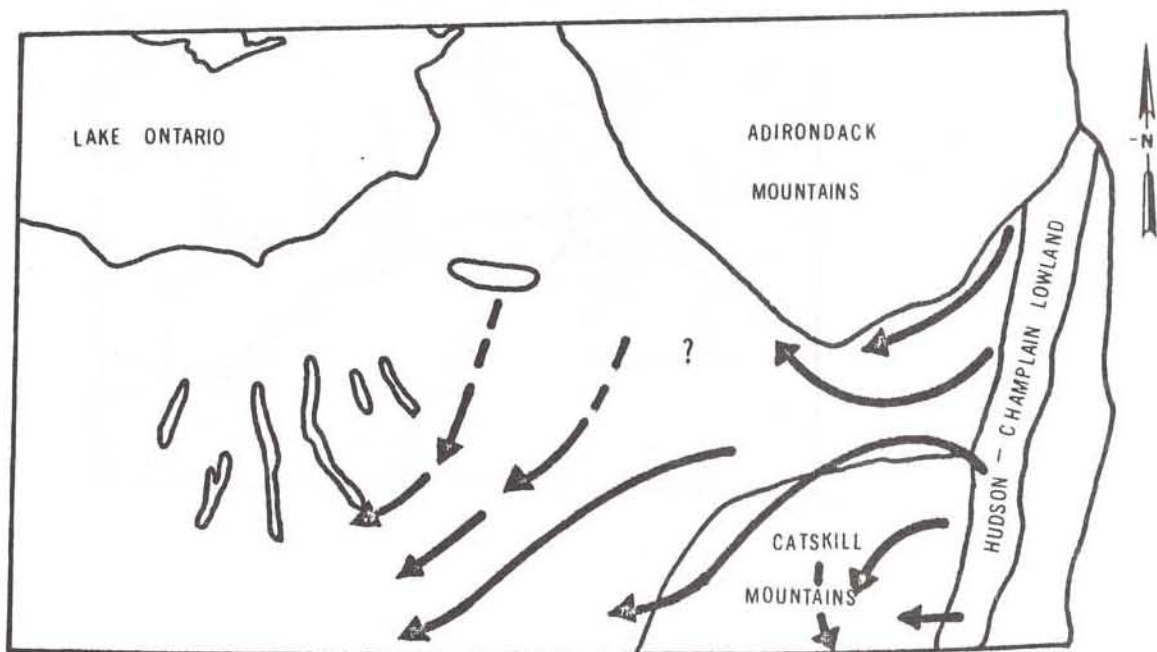 LAKE ONTARIO
ADIRONDACK
MOUNTAINS
-N-
HUDSON – CHAMPLAIN LOWLAND
?
CATSKILL
MOUNTAINS